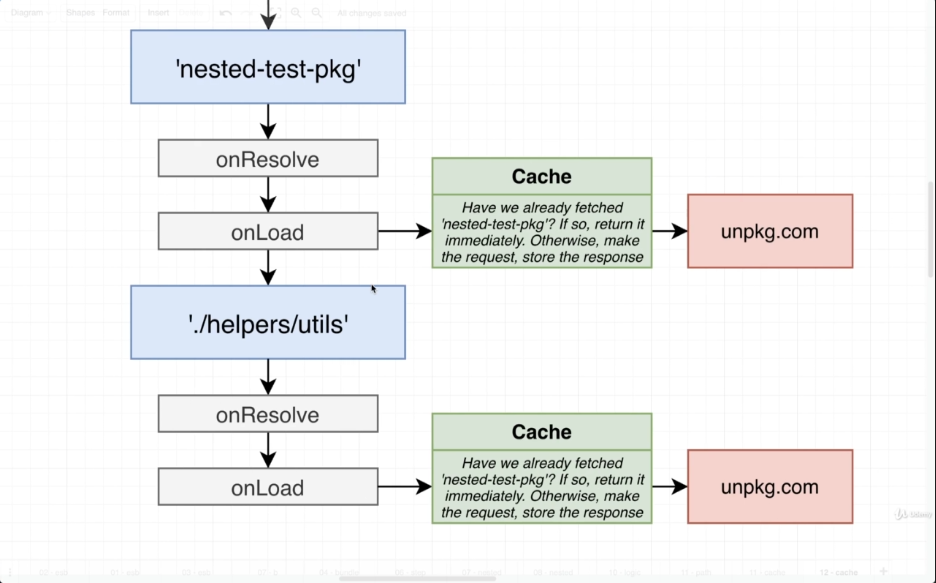 Diagram
Shapes Format Insert
All changes saved
'nested-test-pkg'
onResolve
onLoad
Cache
Have we already fetched
'nested-test-pkg'? If so, return it
immediately. Otherwise, make
the request, store the response
unpkg.com
'./helpers/utils'
onResolve
onLoad
Cache
Have we already fetched
'nested-test-pkg'? If so, return it
immediately. Otherwise, make
the request, store the response
unpkg.com
Udemy
12 - cache